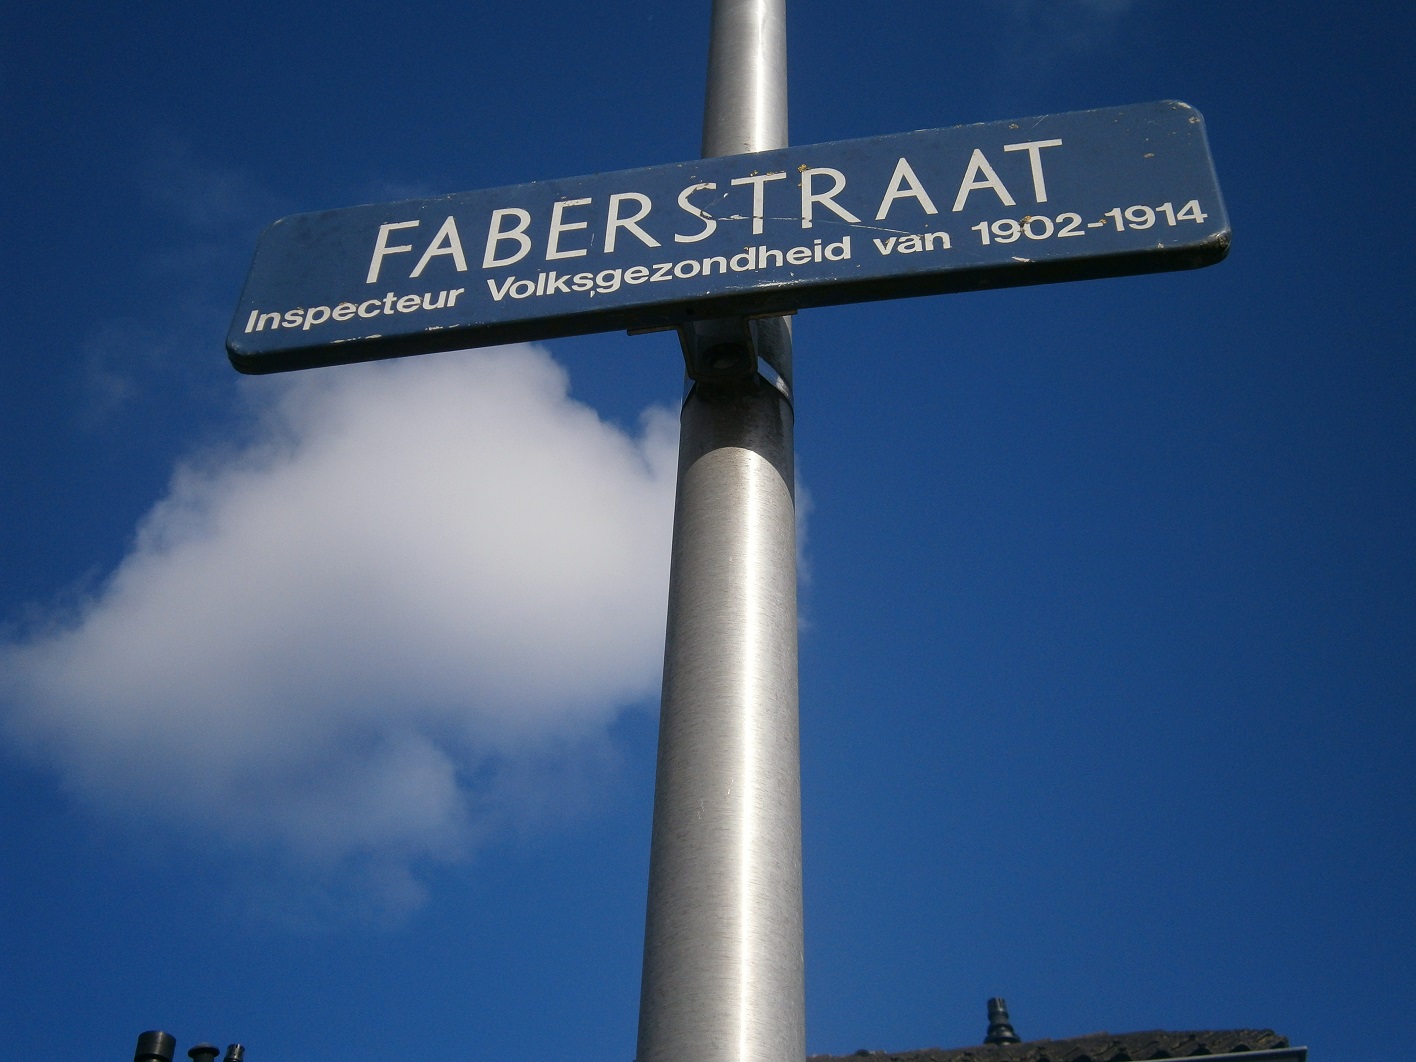 FABERSTRAAT
Inspecteur Volksgezondheid van 1902-1914